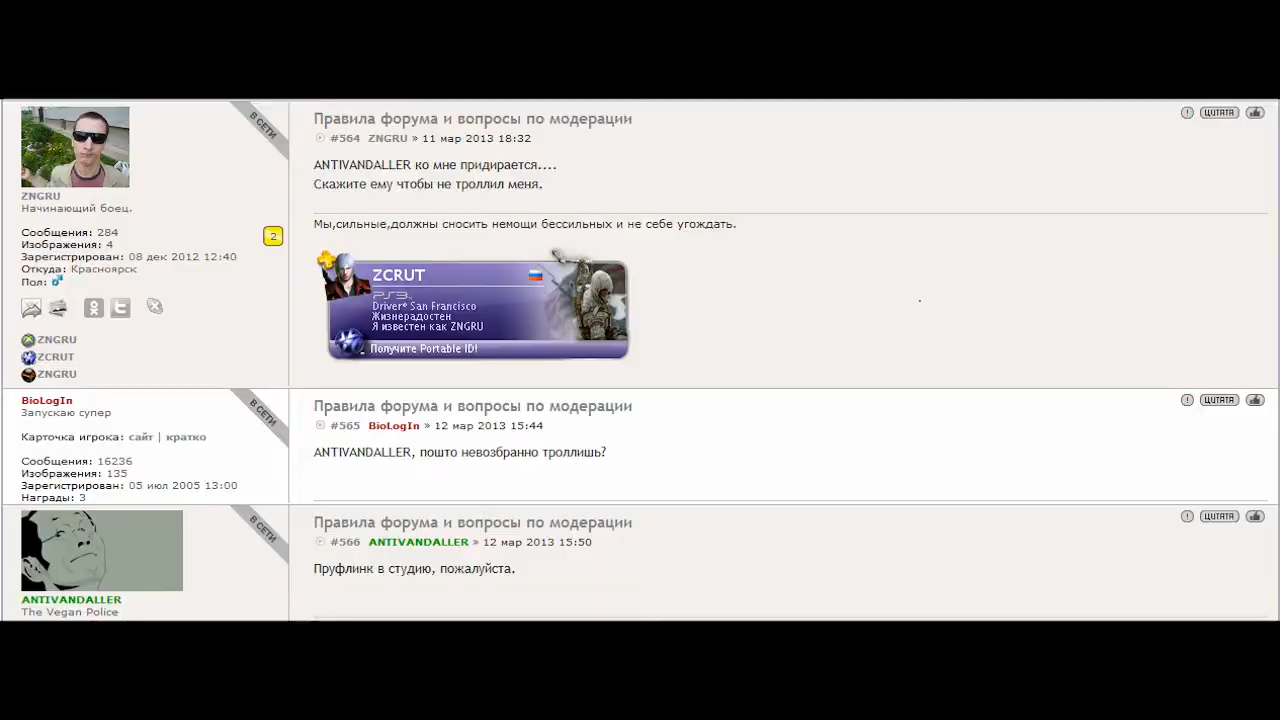 В СЕТИ
ZNGRU
Начинающий боец.
Сообщения: 284
Изображения: 4
Зарегистрирован: 08 дек 2012 12:40
Откуда: Красноярск
Пол:
2
ZNGRU
ZCRUT
ZNGRU
Правила форума и вопросы по модерации
! ЦИТАТА
#564 ZNGRU » 11 мар 2013 18:32
ANTIVANDALLER ко мне придирается....
Скажите ему чтобы не троллил меня.
Мы,сильные,должны сносить немощи бессильных и не себе угождать.
ZCRUT
PS3
Driver® San Francisco
Жизнерадостен
Я известен как ZNGRU
Получите Portable ID!
В СЕТИ
BioLogIn
Запускаю супер
Карточка игрока: сайт | кратко
Сообщения: 16236
Изображения: 135
Зарегистрирован: 05 июл 2005 13:00
Награды: 3
Правила форума и вопросы по модерации
! ЦИТАТА
#565 BioLogIn » 12 мар 2013 15:44
ANTIVANDALLER, пошто невозбранно троллишь?
В СЕТИ
ANTIVANDALLER
The Vegan Police
Правила форума и вопросы по модерации
! ЦИТАТА
#566 ANTIVANDALLER » 12 мар 2013 15:50
Пруфлинк в студию, пожалуйста.